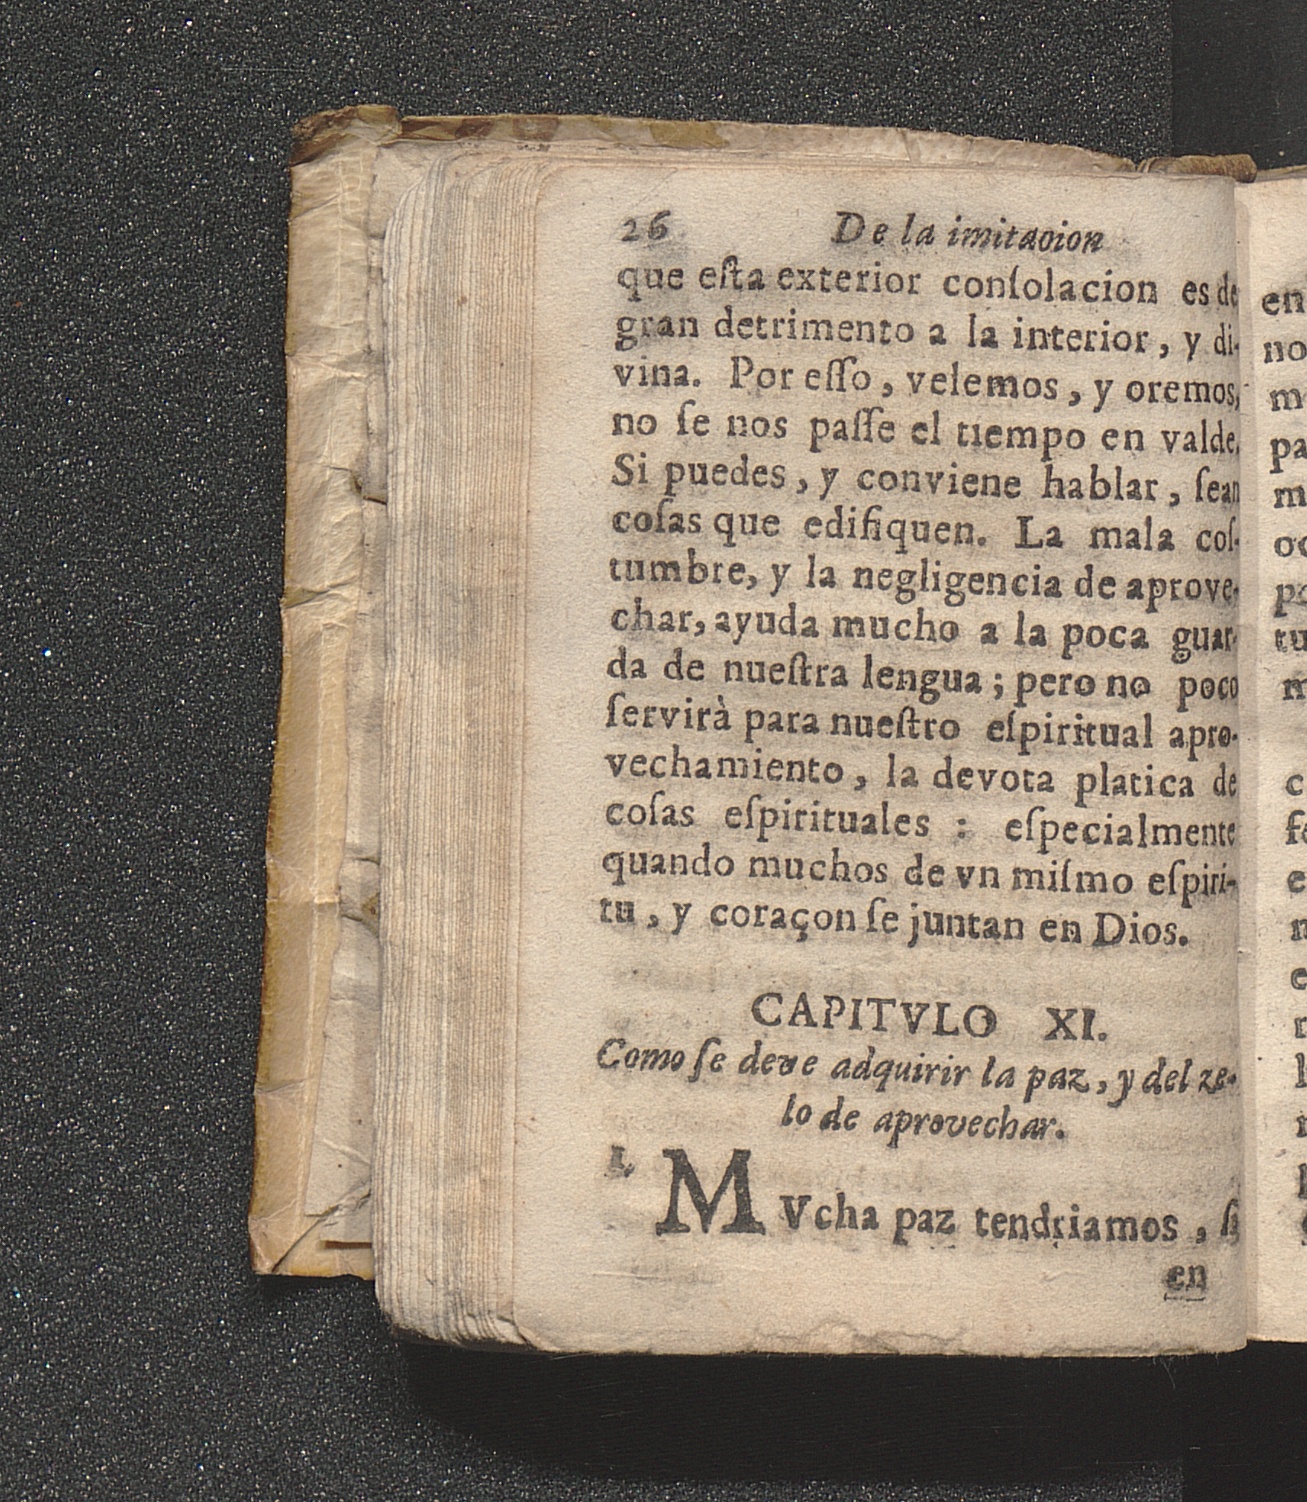 26 De la imitacion
que eſta exterior conſolacion es de
gran detrimento a la interior, y di-
vina. Por eſſo, velemos, y oremos,
no ſe nos paſſe el tiempo en valde.
Si puedes, y conviene hablar, ſean
coſas que edifiquen. La mala coſ-
tumbre, y la negligencia de aprove-
char, ayuda mucho a la poca guar-
da de nueſtra lengua; pero no poco
ſervirà para nueſtro eſpiritual apro-
vechamiento, la devota platica de
coſas eſpirituales : eſpecialmente
quando muchos de vn miſmo eſpiri-
tu, y coraçon ſe juntan en Dios.
CAPITVLO XI.
Como ſe deve adquirir la paz, y del ze-
lo de aprovechar.
I. MVcha paz tendriamos, ſi
en